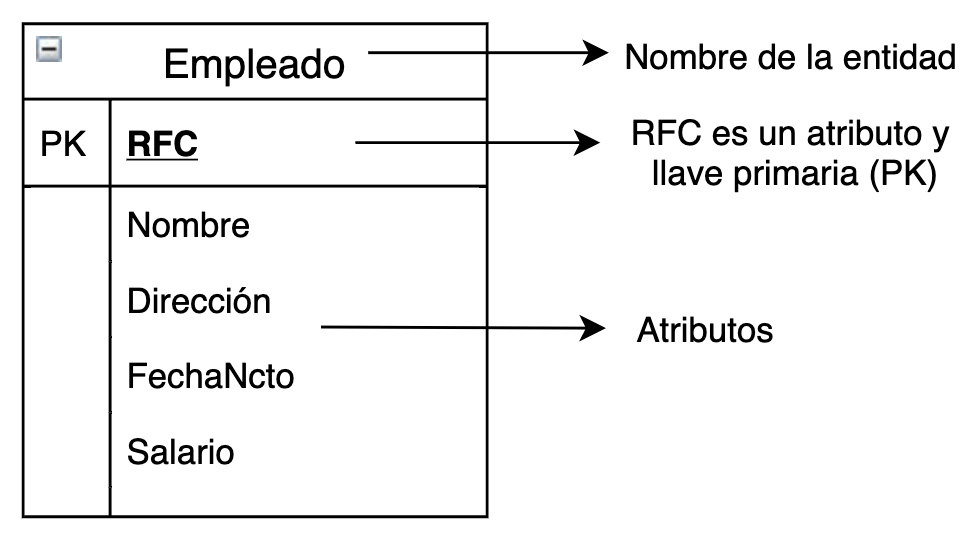 Empleado
Nombre de la entidad
PK
RFC
RFC es un atributo y
llave primaria (PK)
Nombre
Dirección
FechaNcto
Salario
Atributos